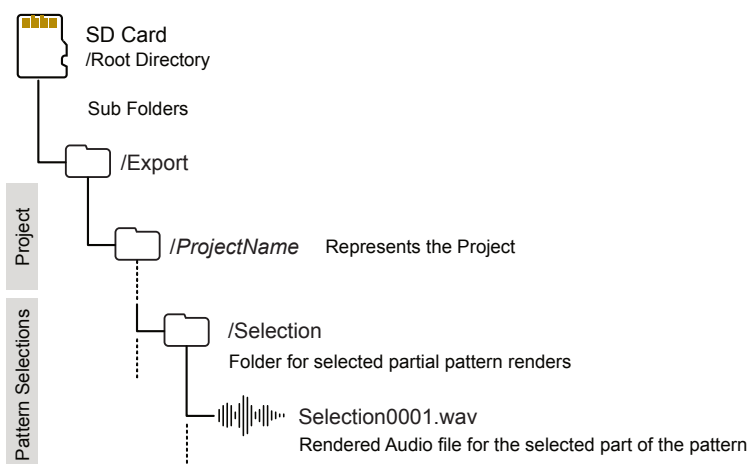 SD Card
/Root Directory
Sub Folders
/Export
Project
/ProjectName Represents the Project
Pattern Selections
/Selection
Folder for selected partial pattern renders
Selection0001.wav
Rendered Audio file for the selected part of the pattern